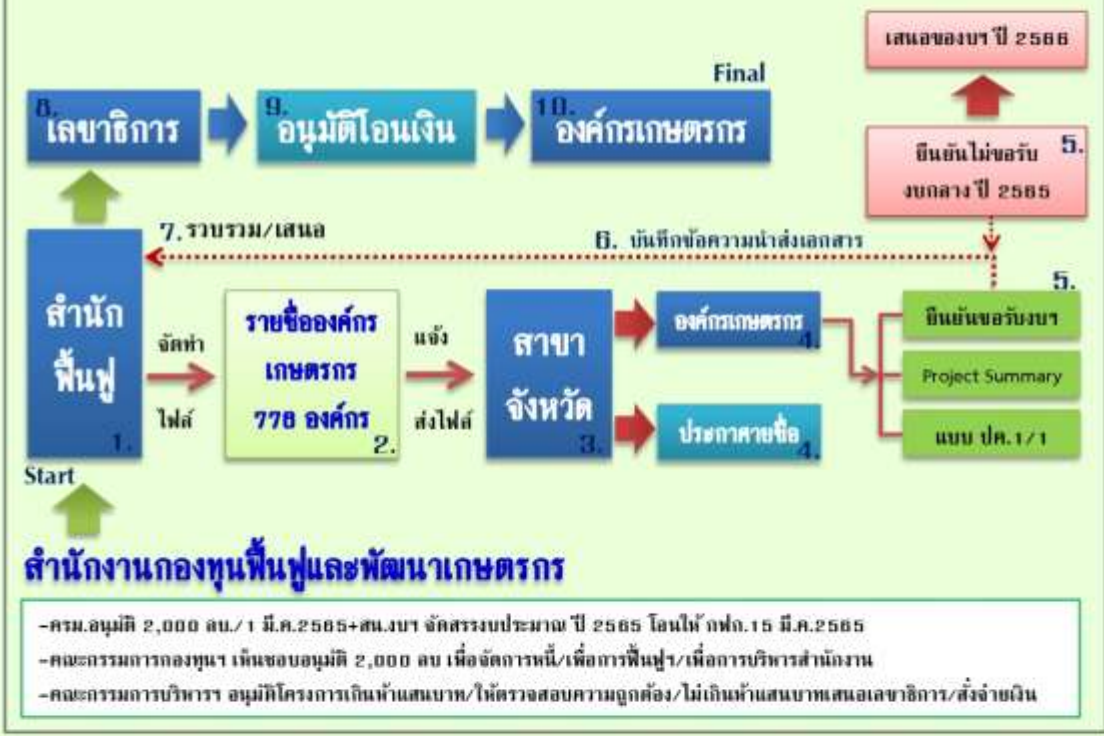 เสนอของบฯ ปี 2566
Final
8.
เลขาธิการ
9.
อนุมัติโอนเงิน
10.
องค์กรเกษตรกร
ยืนยันไม่ขอรับ
งบกลาง ปี 2565
5.
7. รวบรวม/เสนอ
6. บันทึกข้อความนำส่งเอกสาร
สำนัก
ฟื้นฟู
1.
จัดทำ
ไฟล์
รายชื่อองค์กร
เกษตรกร
778 องค์กร
2.
แจ้ง
ส่งไฟล์
สาขา
จังหวัด
3.
องค์กรเกษตรกร
4.
ประกาศายชื่อ
4.
5.
ยืนยันขอรับงบฯ
Project Summary
แบบ ปค.1/1
Start
สำนักงานกองทุนฟื้นฟูและพัฒนาเกษตรกร
-ครม.อนุมัติ 2,000 ลบ./1 มี.ค.2565+สน.งบฯ จัดสรรงบประมาณ ปี 2565 โอนให้ กฟก.15 มี.ค.2565
-คณะกรรมการกองทุนฯ เห็นชอบอนุมัติ 2,000 ลบ เพื่อจัดการหนี้/เพื่อการฟื้นฟูฯ/เพื่อการบริหารสำนักงาน
-คณะกรรมการบริหารฯ อนุมัติโครงการเกินห้าแสนบาท/ให้ตรวจสอบความถูกต้อง/ไม่เกินห้าแสนบาทเสนอเลขาธิการ/สั่งจ่ายเงิน